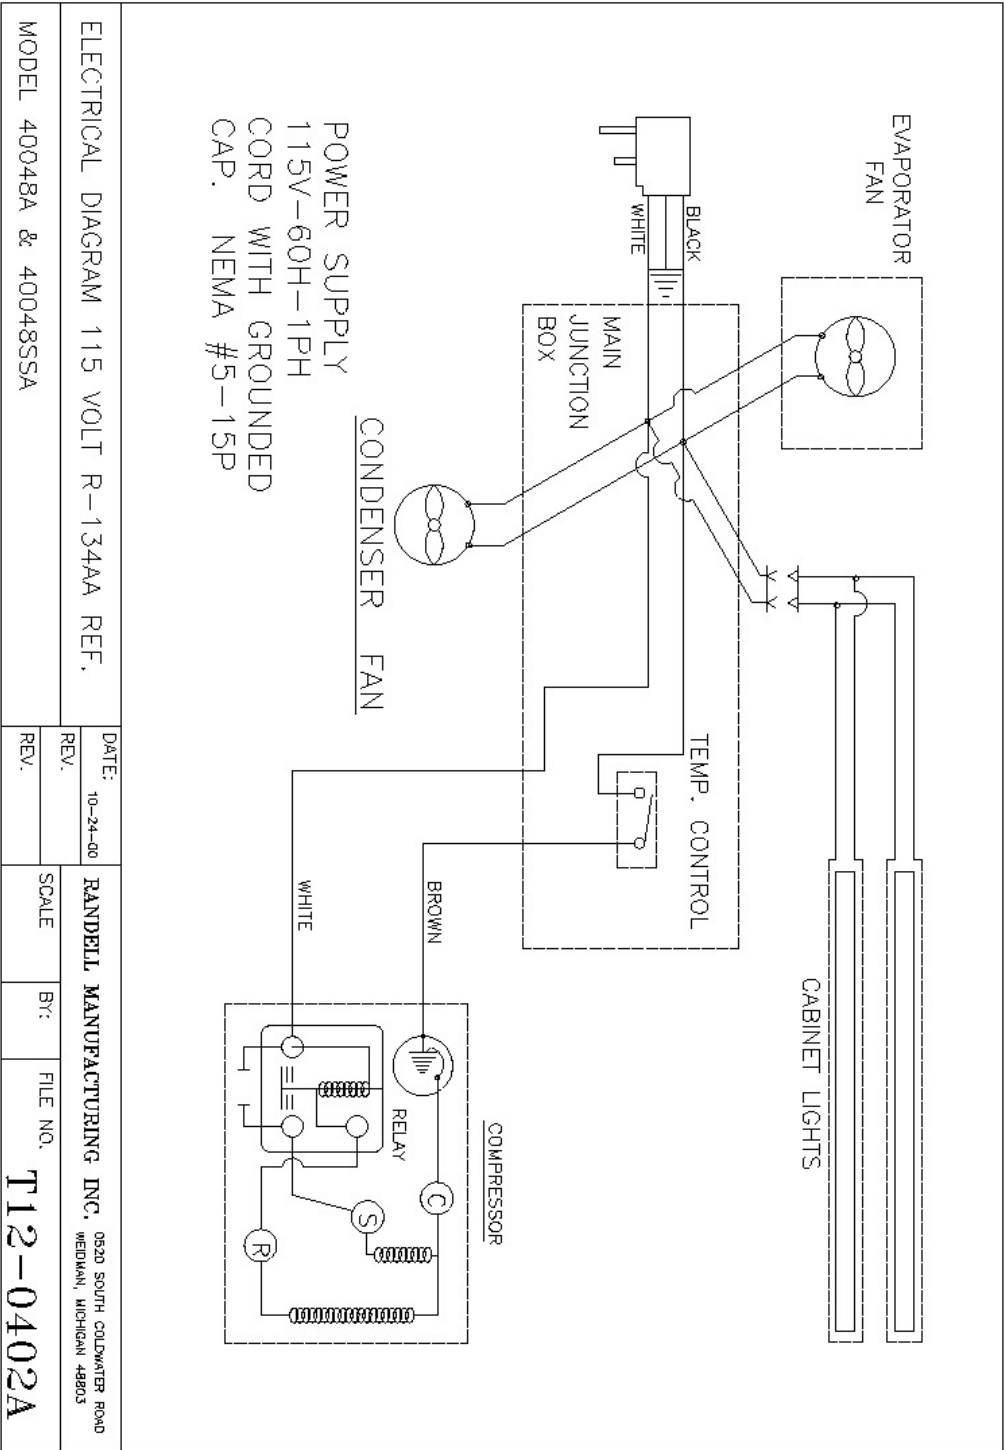 EVAPORATOR
FAN
BLACK
WHITE
MAIN
JUNCTION
BOX
TEMP. CONTROL
CABINET LIGHTS
POWER SUPPLY
115V-60H-1PH
CORD WITH GROUNDED
CAP. NEMA #5-15P
CONDENSER FAN
BROWN
WHITE
COMPRESSOR
RELAY
C
S
R
ELECTRICAL DIAGRAM 115 VOLT R-134AA REF.
MODEL 40048A & 40048SSA
DATE: 10-24-00
REV.
REV.
RANDELL MANUFACTURING INC.
0520 SOUTH COLDWATER ROAD
WEIDMAN, MICHIGAN 48803
SCALE
BY:
FILE NO. T12-0402A